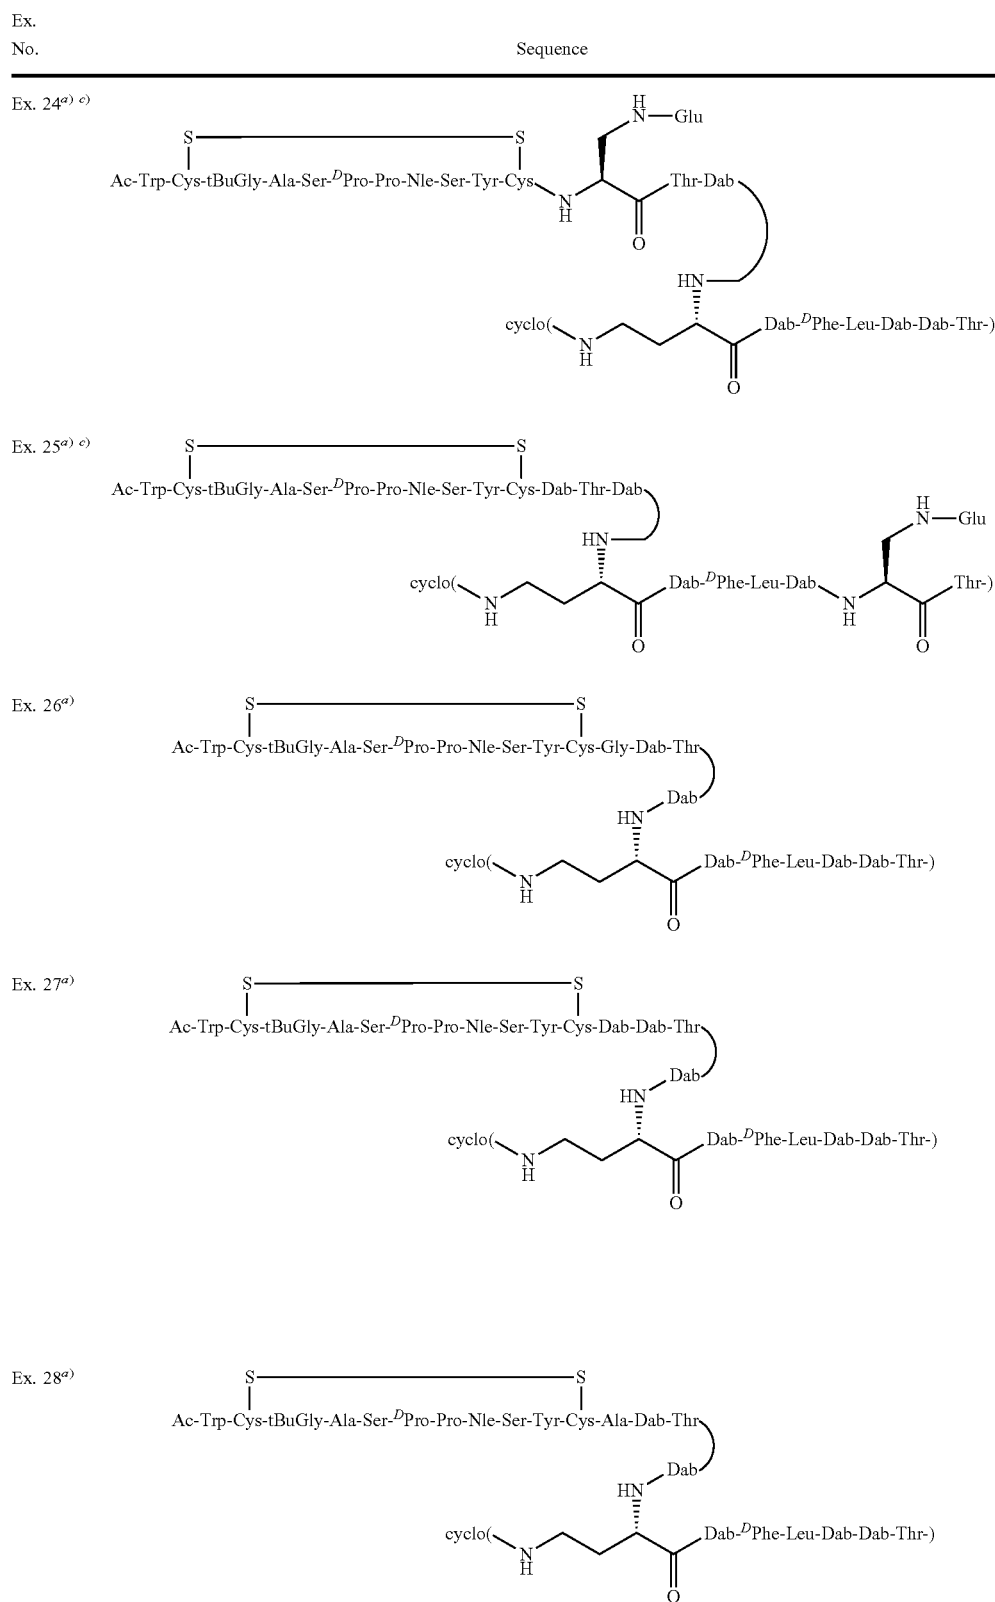 Ex.
No. Sequence
Ex. 24a) c)
H
N—Glu
S S
Ac-Trp-Cys-tBuGly-Ala-Ser-DPro-Pro-Nle-Ser-Tyr-Cys Thr-Dab
N
H
O
HN
cyclo( Dab-DPhe-Leu-Dab-Dab-Thr-)
N
H
O
Ex. 25a) c)
S S
Ac-Trp-Cys-tBuGly-Ala-Ser-DPro-Pro-Nle-Ser-Tyr-Cys-Dab-Thr-Dab
H
N—Glu
HN
cyclo( Dab-DPhe-Leu-Dab Thr-)
N N
H H
O O
Ex. 26a)
S S
Ac-Trp-Cys-tBuGly-Ala-Ser-DPro-Pro-Nle-Ser-Tyr-Cys-Gly-Dab-Thr
Dab
HN
cyclo( Dab-DPhe-Leu-Dab-Dab-Thr-)
N
H
O
Ex. 27a)
S S
Ac-Trp-Cys-tBuGly-Ala-Ser-DPro-Pro-Nle-Ser-Tyr-Cys-Dab-Dab-Thr
Dab
HN
cyclo( Dab-DPhe-Leu-Dab-Dab-Thr-)
N
H
O
Ex. 28a)
S S
Ac-Trp-Cys-tBuGly-Ala-Ser-DPro-Pro-Nle-Ser-Tyr-Cys-Ala-Dab-Thr
Dab
HN
cyclo( Dab-DPhe-Leu-Dab-Dab-Thr-)
N
H
O